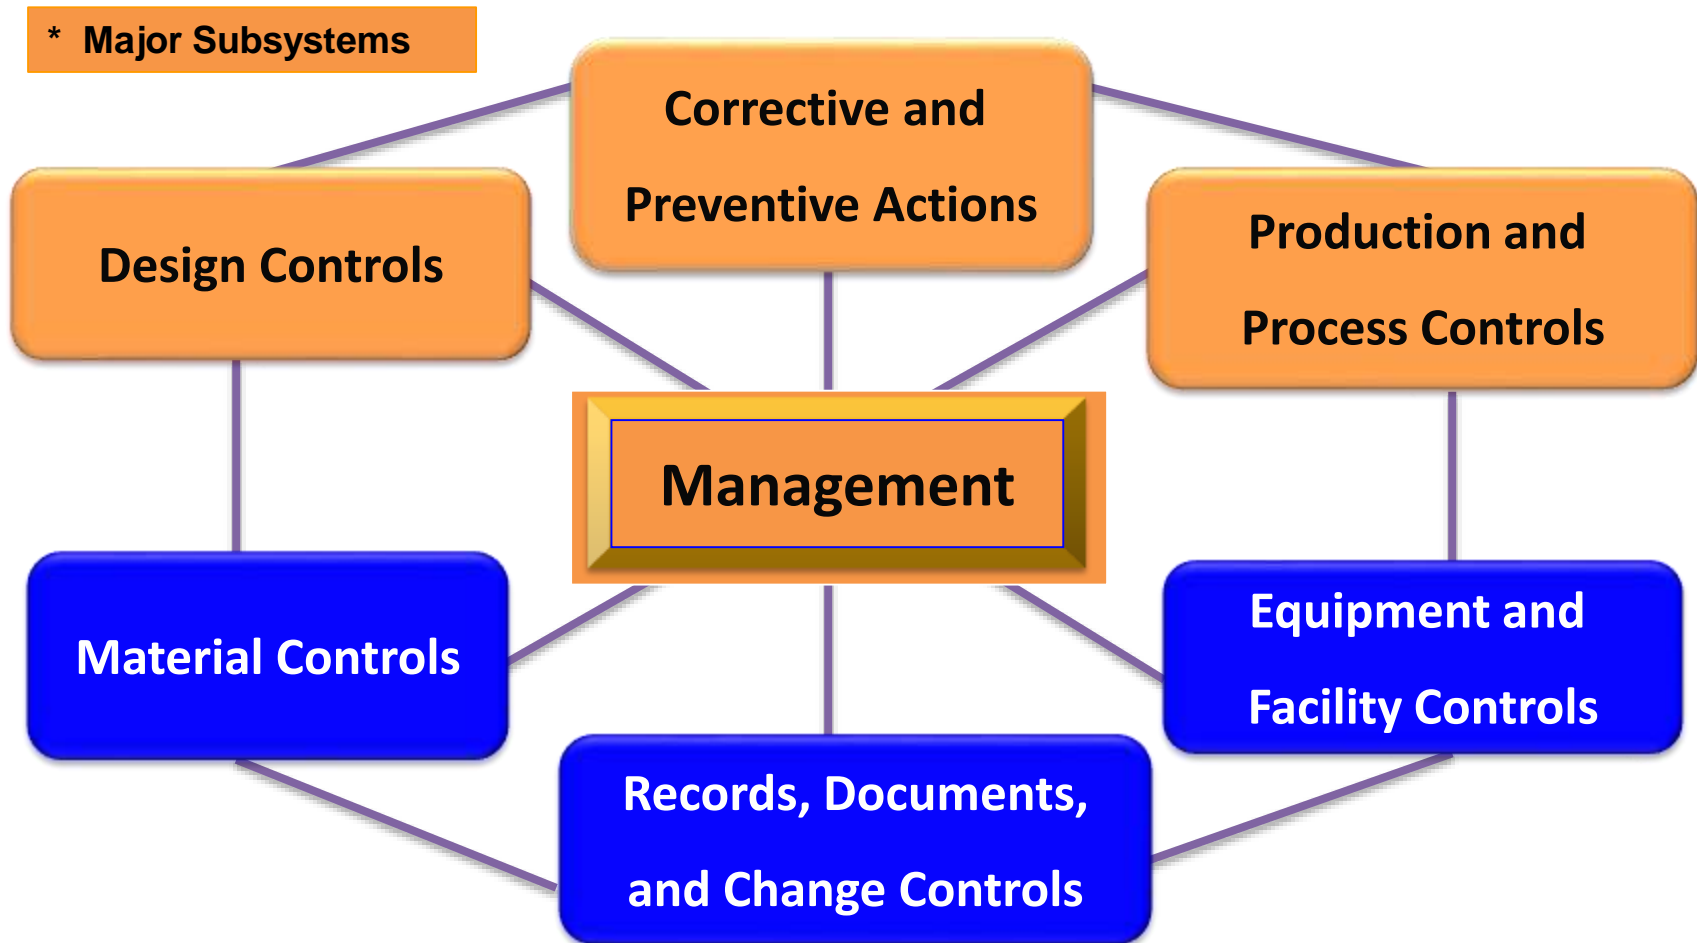 * Major Subsystems
Corrective and
Preventive Actions
Design Controls
Production and
Process Controls
Management
Material Controls
Equipment and
Facility Controls
Records, Documents,
and Change Controls